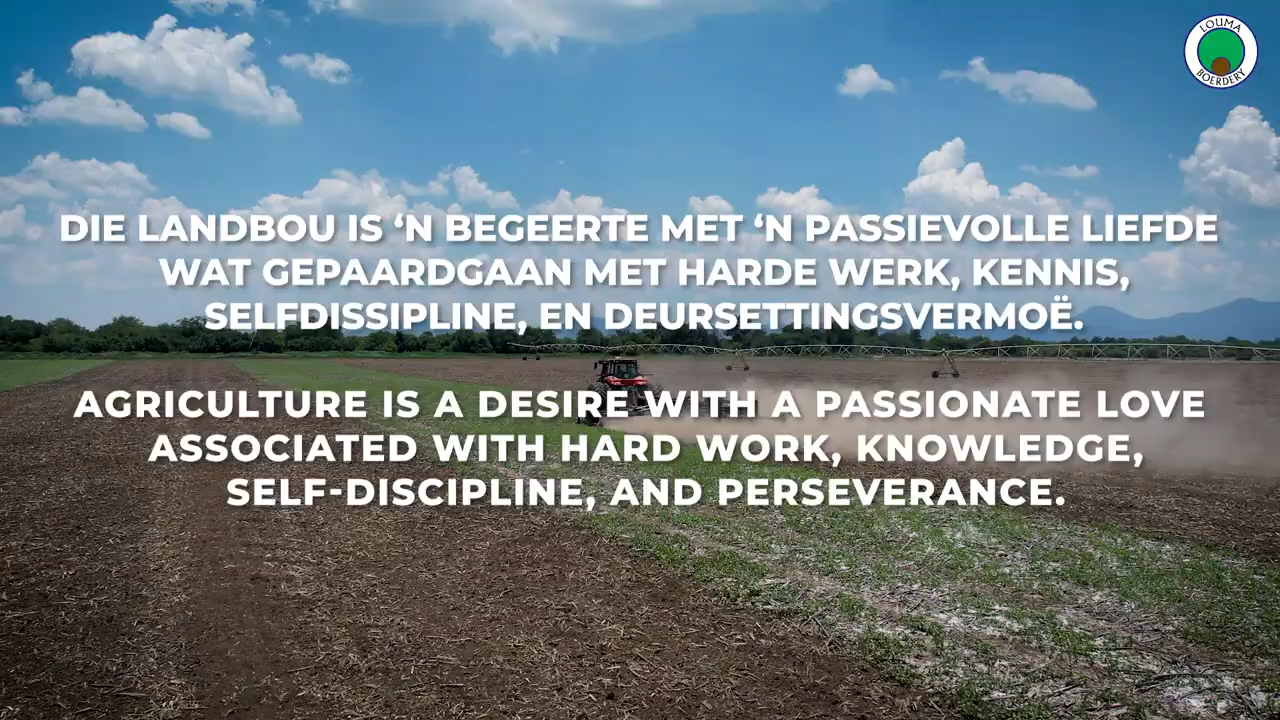 LOUMA
BOERDERY
DIE LANDBOU IS ‘N BEGEERTE MET ‘N PASSIEVOLLE LIEFDE
WAT GEPAARDGAAN MET HARDE WERK, KENNIS,
SELFDISSIPLINE, EN DEURSETTINGSVERMOË.
AGRICULTURE IS A DESIRE WITH A PASSIONATE LOVE
ASSOCIATED WITH HARD WORK, KNOWLEDGE,
SELF-DISCIPLINE, AND PERSEVERANCE.